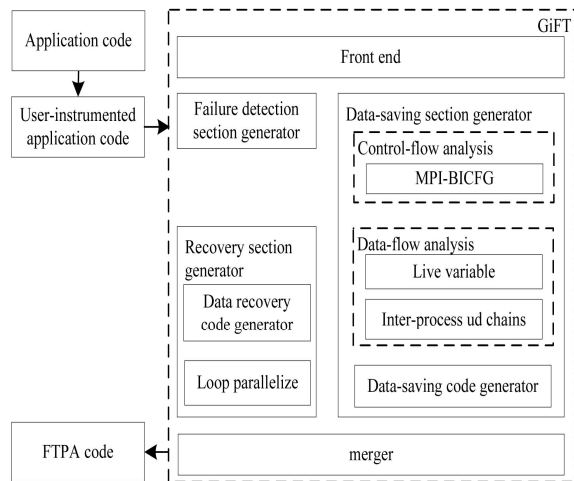 GiFT
Application code
Front end
User-instrumented
application code
Failure detection
section generator
Data-saving section generator
Control-flow analysis
MPI-BICFG
Data-flow analysis
Live variable
Inter-process ud chains
Data-saving code generator
Recovery section
generator
Data recovery
code generator
Loop parallelize
FTPA code
merger